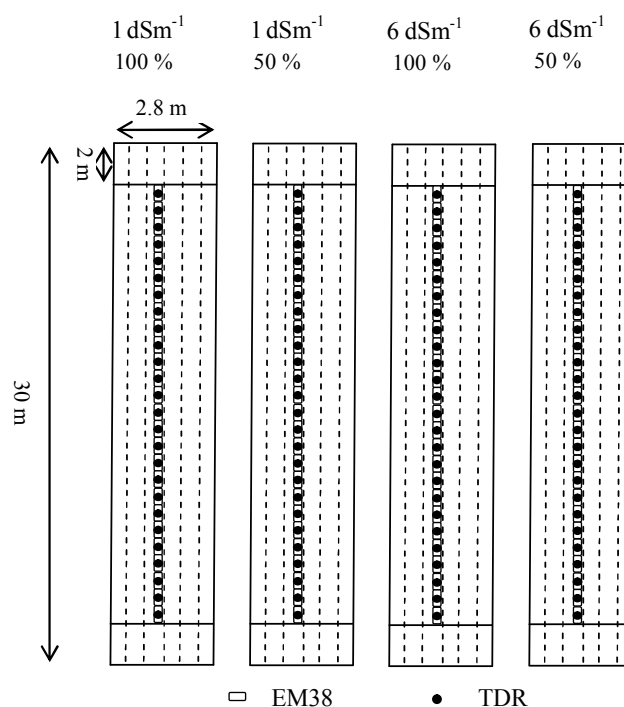 1 dSm⁻¹ 1 dSm⁻¹ 6 dSm⁻¹ 6 dSm⁻¹
100 % 50 % 100 % 50 %
2.8 m
2 m
30 m
EM38 TDR